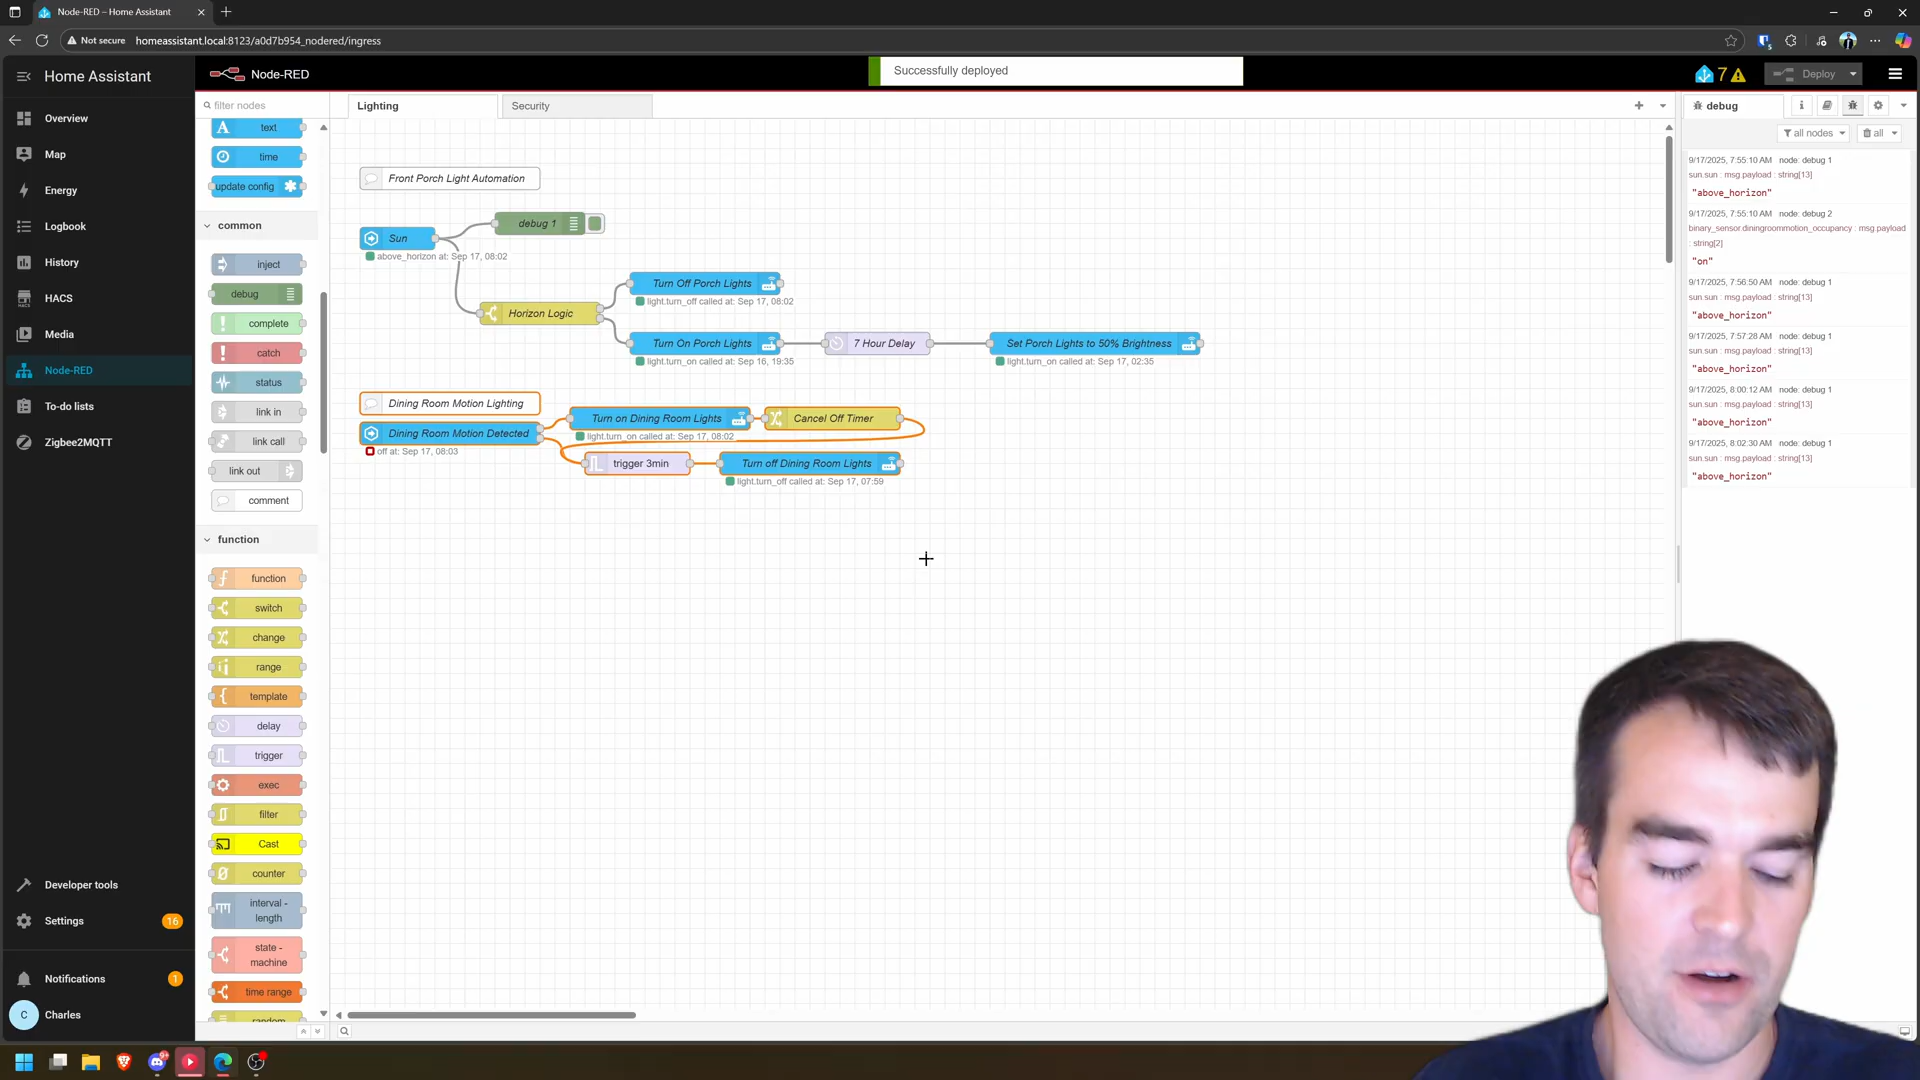 Node-RED – Home Assistant
Not secure
homeassistant.local:8123/a0d7b954_nodered/ingress
Home Assistant
Node-RED
Successfully deployed
7
Deploy
Overview
Map
Energy
Logbook
History
HACS
Media
Node-RED
To-do lists
Zigbee2MQTT
Developer tools
Settings
16
Notifications
1
C
Charles
filter nodes
text
time
update config
common
inject
debug
complete
catch
status
link in
link call
link out
comment
function
function
switch
change
range
template
delay
trigger
exec
filter
Cast
counter
interval -
length
state -
machine
time range
random
Lighting
Security
Front Porch Light Automation
debug 1
Sun
above_horizon at: Sep 17, 08:02
Turn Off Porch Lights
light.turn_off called at: Sep 17, 08:02
Horizon Logic
Turn On Porch Lights
light.turn_on called at: Sep 16, 19:35
7 Hour Delay
Set Porch Lights to 50% Brightness
light.turn_on called at: Sep 17, 02:35
Dining Room Motion Lighting
Turn on Dining Room Lights
light.turn_on called at: Sep 17, 08:02
Cancel Off Timer
Dining Room Motion Detected
off at: Sep 17, 08:03
trigger 3min
Turn off Dining Room Lights
light.turn_off called at: Sep 17, 07:59
debug
i
all nodes
all
9/17/2025, 7:55:10 AM node: debug 1
sun.sun : msg.payload : string[13]
"above_horizon"
9/17/2025, 7:55:10 AM node: debug 2
binary_sensor.diningroommotion_occupancy : msg.payload
: string[2]
"on"
9/17/2025, 7:56:50 AM node: debug 1
sun.sun : msg.payload : string[13]
"above_horizon"
9/17/2025, 7:57:28 AM node: debug 1
sun.sun : msg.payload : string[13]
"above_horizon"
9/17/2025, 8:00:12 AM node: debug 1
sun.sun : msg.payload : string[13]
"above_horizon"
9/17/2025, 8:02:30 AM node: debug 1
sun.sun : msg.payload : string[13]
"above_horizon"